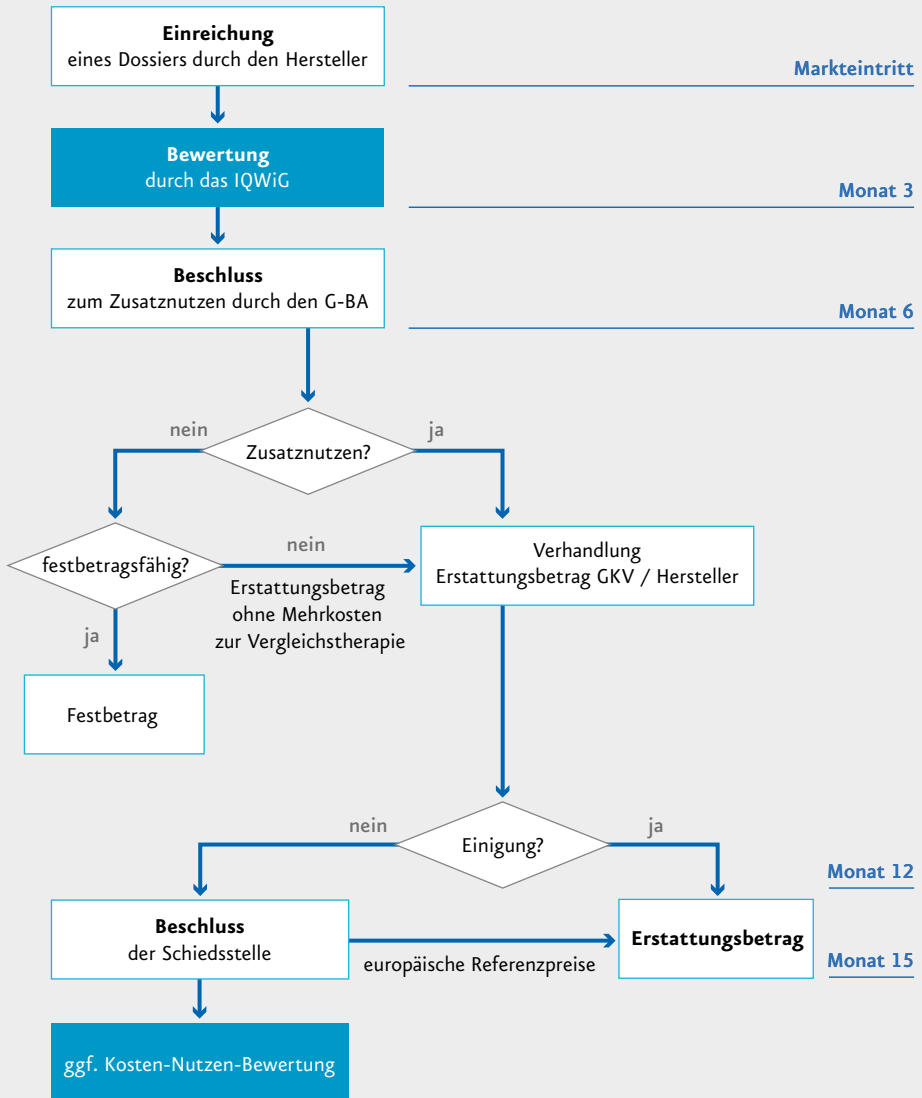 Einreichung
eines Dossiers durch den Hersteller
Markteintritt
Bewertung
durch das IQWiG
Monat 3
Beschluss
zum Zusatznutzen durch den G-BA
Monat 6
nein
ja
Zusatznutzen?
festbetragsfähig?
nein
Erstattungsbetrag
ohne Mehrkosten
zur Vergleichstherapie
Verhandlung
Erstattungsbetrag GKV / Hersteller
ja
Festbetrag
nein
ja
Einigung?
Monat 12
Beschluss
der Schiedsstelle
europäische Referenzpreise
Erstattungsbetrag
Monat 15
ggf. Kosten-Nutzen-Bewertung